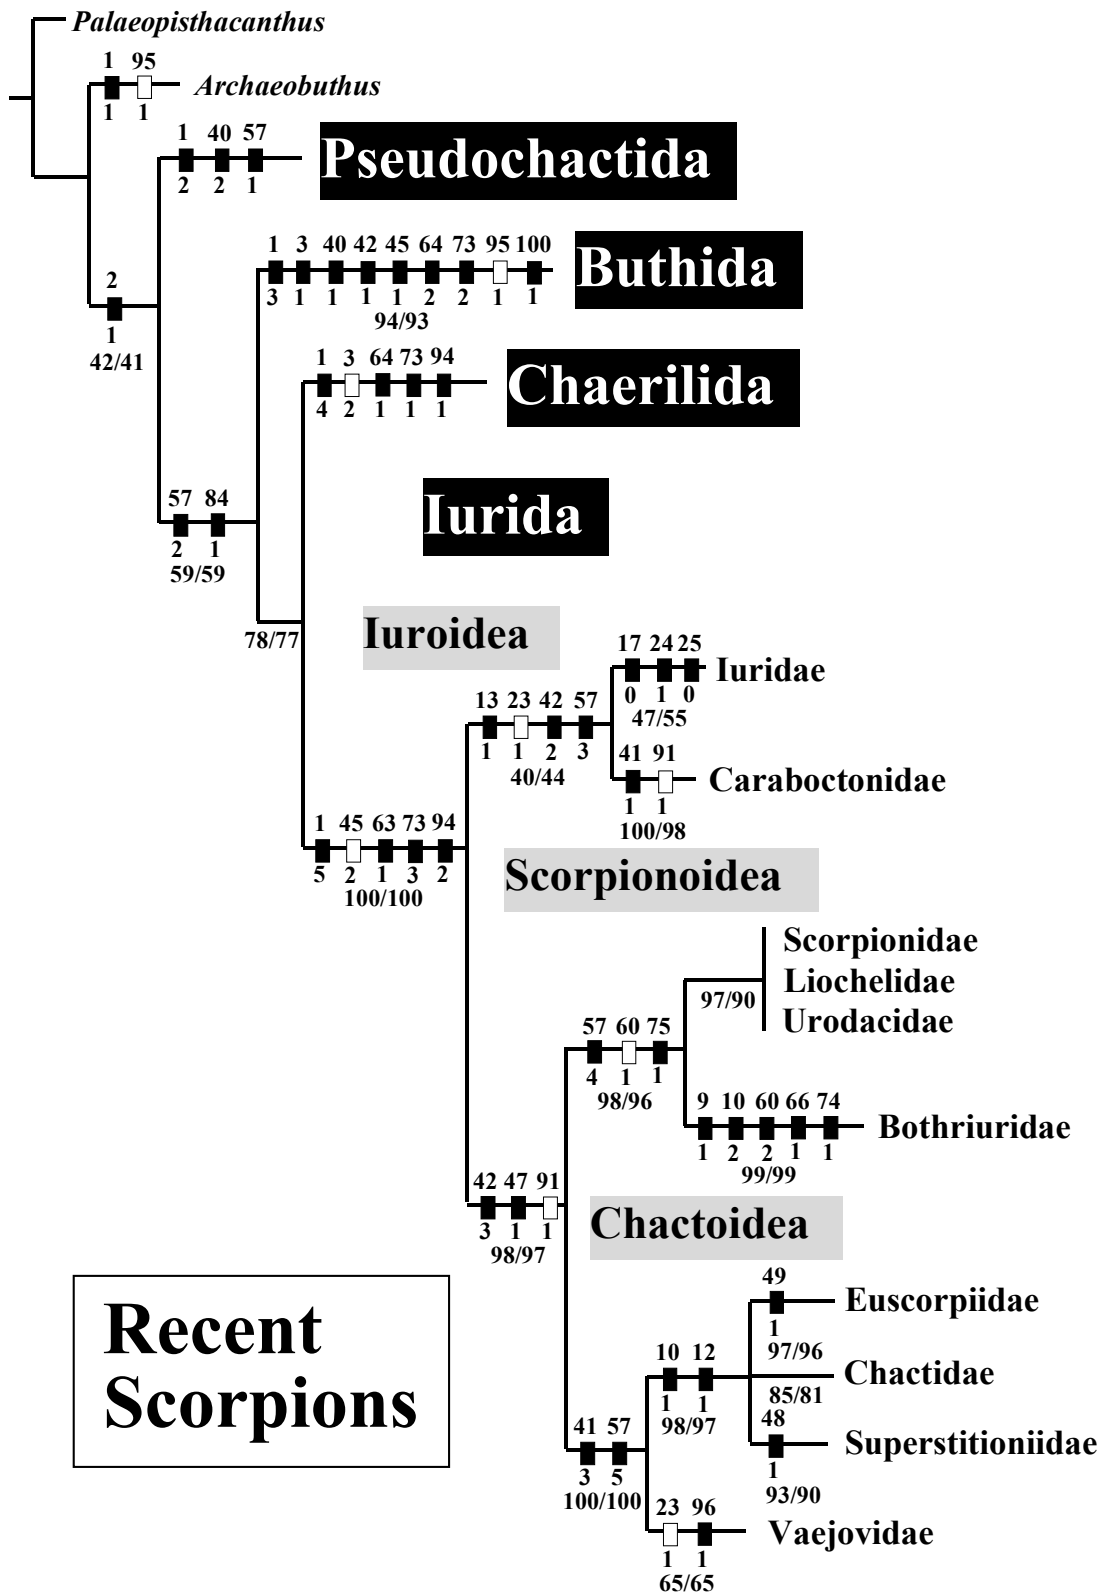 Palaeopisthacanthus
1 95
Archaeobuthus
1 1
1 40 57
Pseudochactida
2 2 1
1 3 40 42 45 64 73 95 100
Buthida
3 1 1 1 1 2 2 1 1
94/93
2
1
42/41
1 3 64 73 94
Chaerilida
4 2 1 1 1
Iurida
57 84
2 1
59/59
Iuroidea
78/77
17 24 25
Iuridae
0 1 0
47/55
13 23 42 57
1 1 2 3
40/44
41 91
Caraboctonidae
1 1
100/98
1 45 63 73 94
5 2 1 3 2
100/100
Scorpionoidea
Scorpionidae
Liochelidae
97/90
Urodacidae
57 60 75
4 1 1
98/96
9 10 60 66 74
Bothriuridae
1 2 2 1 1
99/99
42 47 91
3 1 1
98/97
Chactoidea
49
Euscorpiidae
1
97/96
10 12
Chactidae
1 1
98/97
85/81
48
Superstitioniidae
1
93/90
41 57
3 5
100/100
23 96
Vaejovidae
1 1
65/65
Recent
Scorpions